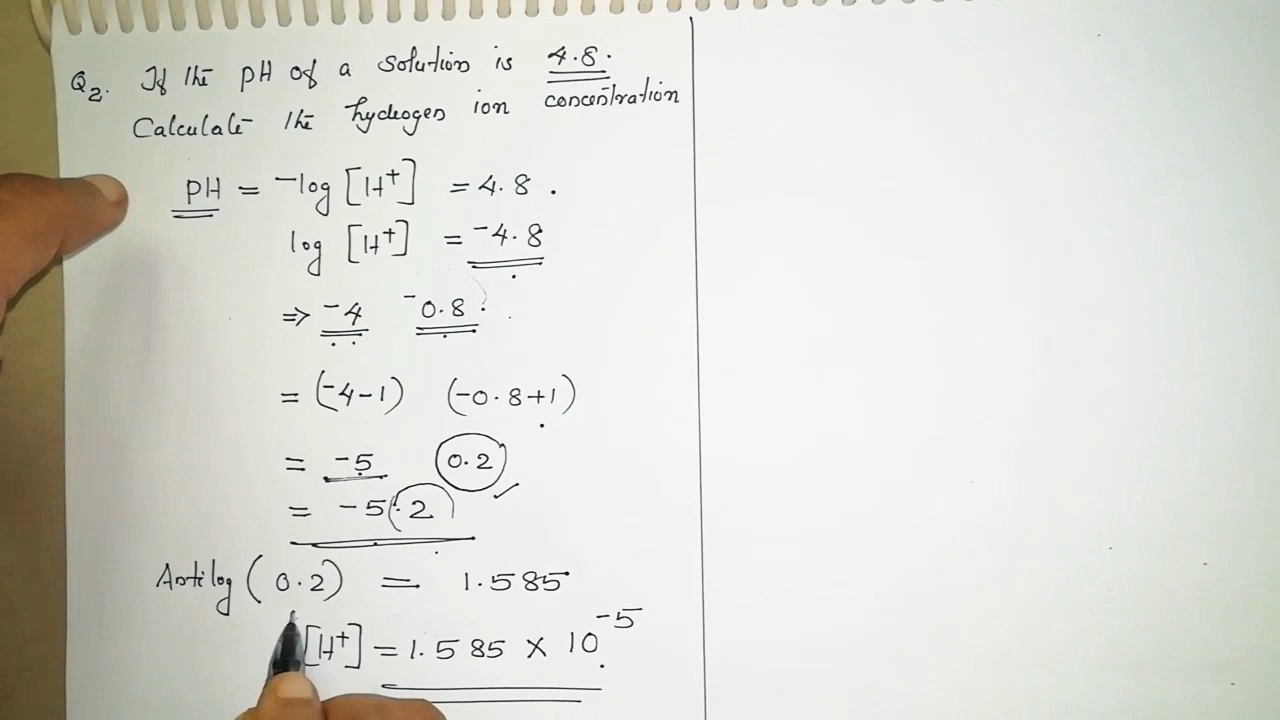 Q2. If the pH of a solution is 4.8.
Calculate the hydrogen ion concentration
PH = -log [H+] = 4.8.
log [H+] = -4.8
⇒ -4 -0.8
= (-4-1) (-0.8+1)
= -5 0.2
= -5.2
Antilog (0.2) = 1.585
[H+] = 1.585 × 10^-5